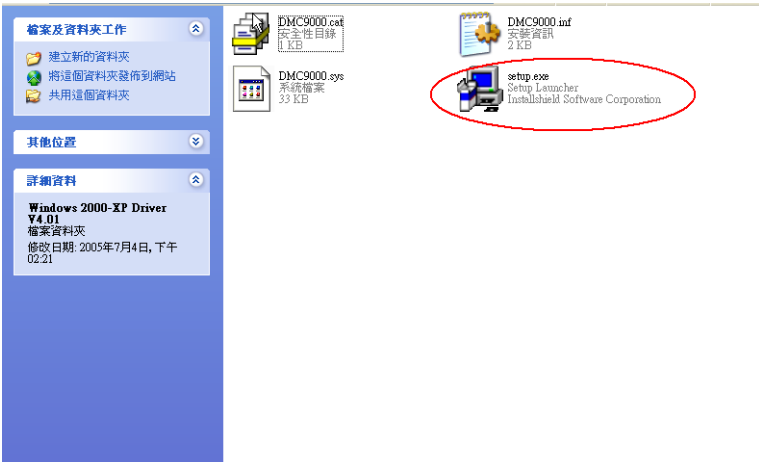 檔案及資料夾工作
建立新的資料夾
將這個資料夾發佈到網站
共用這個資料夾
其他位置
詳細資料
Windows 2000-XP Driver
V4.01
檔案資料夾
修改日期: 2005年7月4日, 下午
02:21
DMC9000.cat
安全性目錄
1 KB
DMC9000.inf
安裝資訊
2 KB
DMC9000.sys
系統檔案
33 KB
setup.exe
Setup Launcher
Installshield Software Corporation